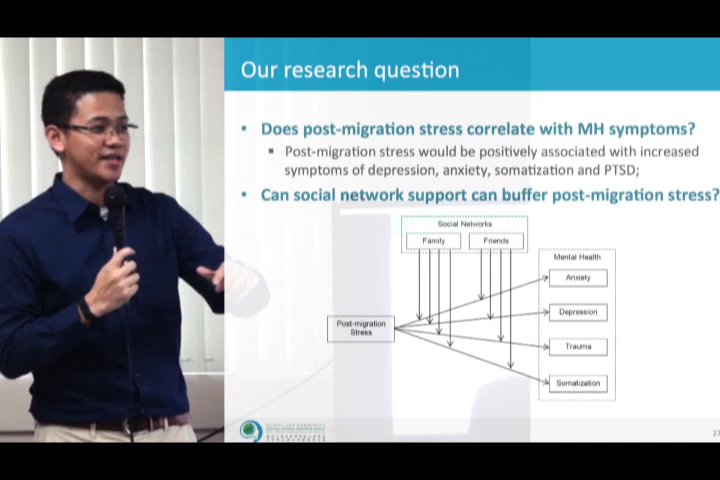 Our research question
• Does post-migration stress correlate with MH symptoms?
▪ Post-migration stress would be positively associated with increased
symptoms of depression, anxiety, somatization and PTSD;
• Can social network support can buffer post-migration stress?
Social Networks
Family
Friends
Mental Health
Anxiety
Depression
Post-migration
Stress
Trauma
Somatization
27